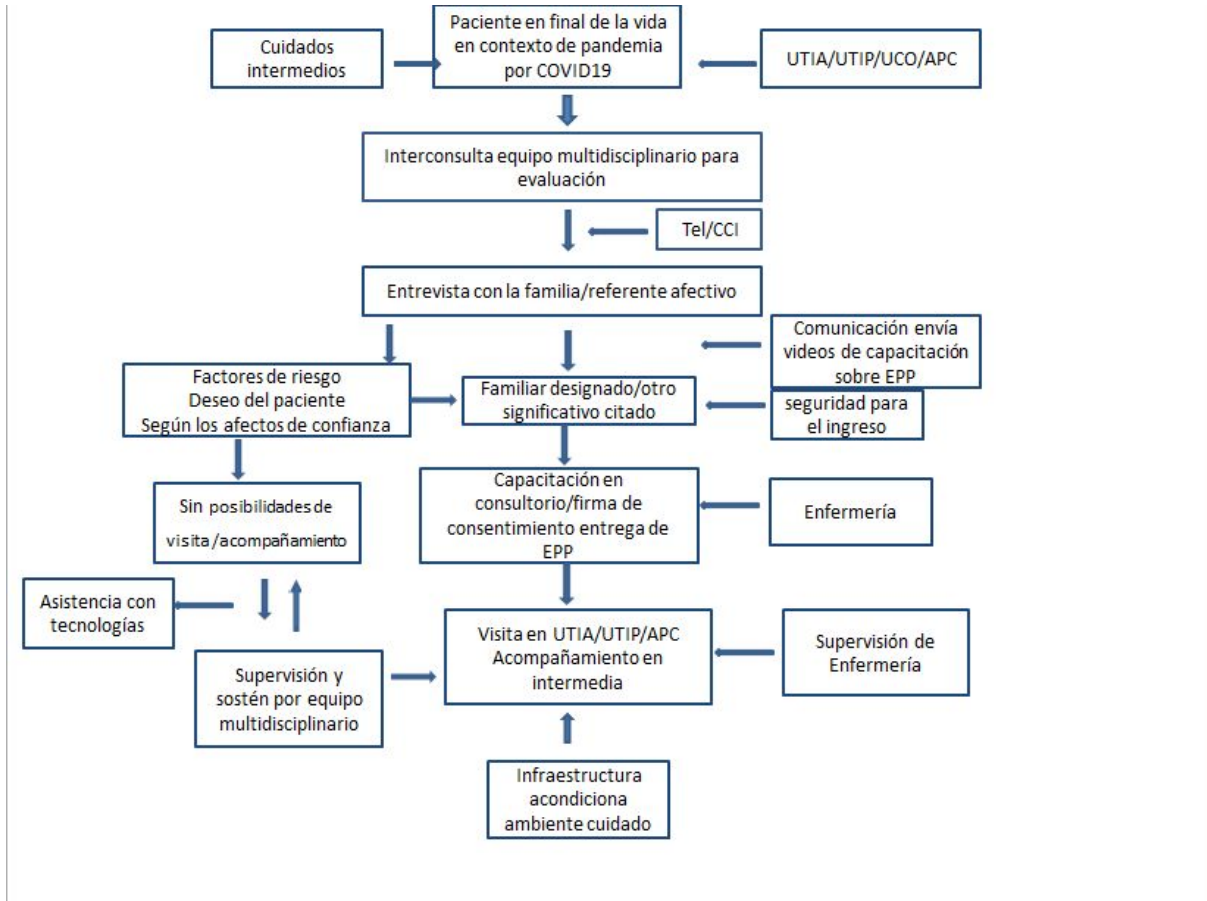 Cuidados
intermedios
Paciente en final de la vida
en contexto de pandemia
por COVID19
UTIA/UTIP/UCO/APC
Interconsulta equipo multidisciplinario para
evaluación
Tel/CCI
Entrevista con la familia/referente afectivo
Comunicación envía
videos de capacitación
sobre EPP
Factores de riesgo
Deseo del paciente
Según los afectos de confianza
Familiar designado/otro
significativo citado
seguridad para
el ingreso
Capacitación en
consultorio/firma de
consentimiento entrega de
EPP
Enfermería
Sin posibilidades de
visita/acompañamiento
Asistencia con
tecnologías
Visita en UTIA/UTIP/APC
Acompañamiento en
intermedia
Supervisión de
Enfermería
Supervisión y
sostén por equipo
multidisciplinario
Infraestructura
acondiciona
ambiente cuidado